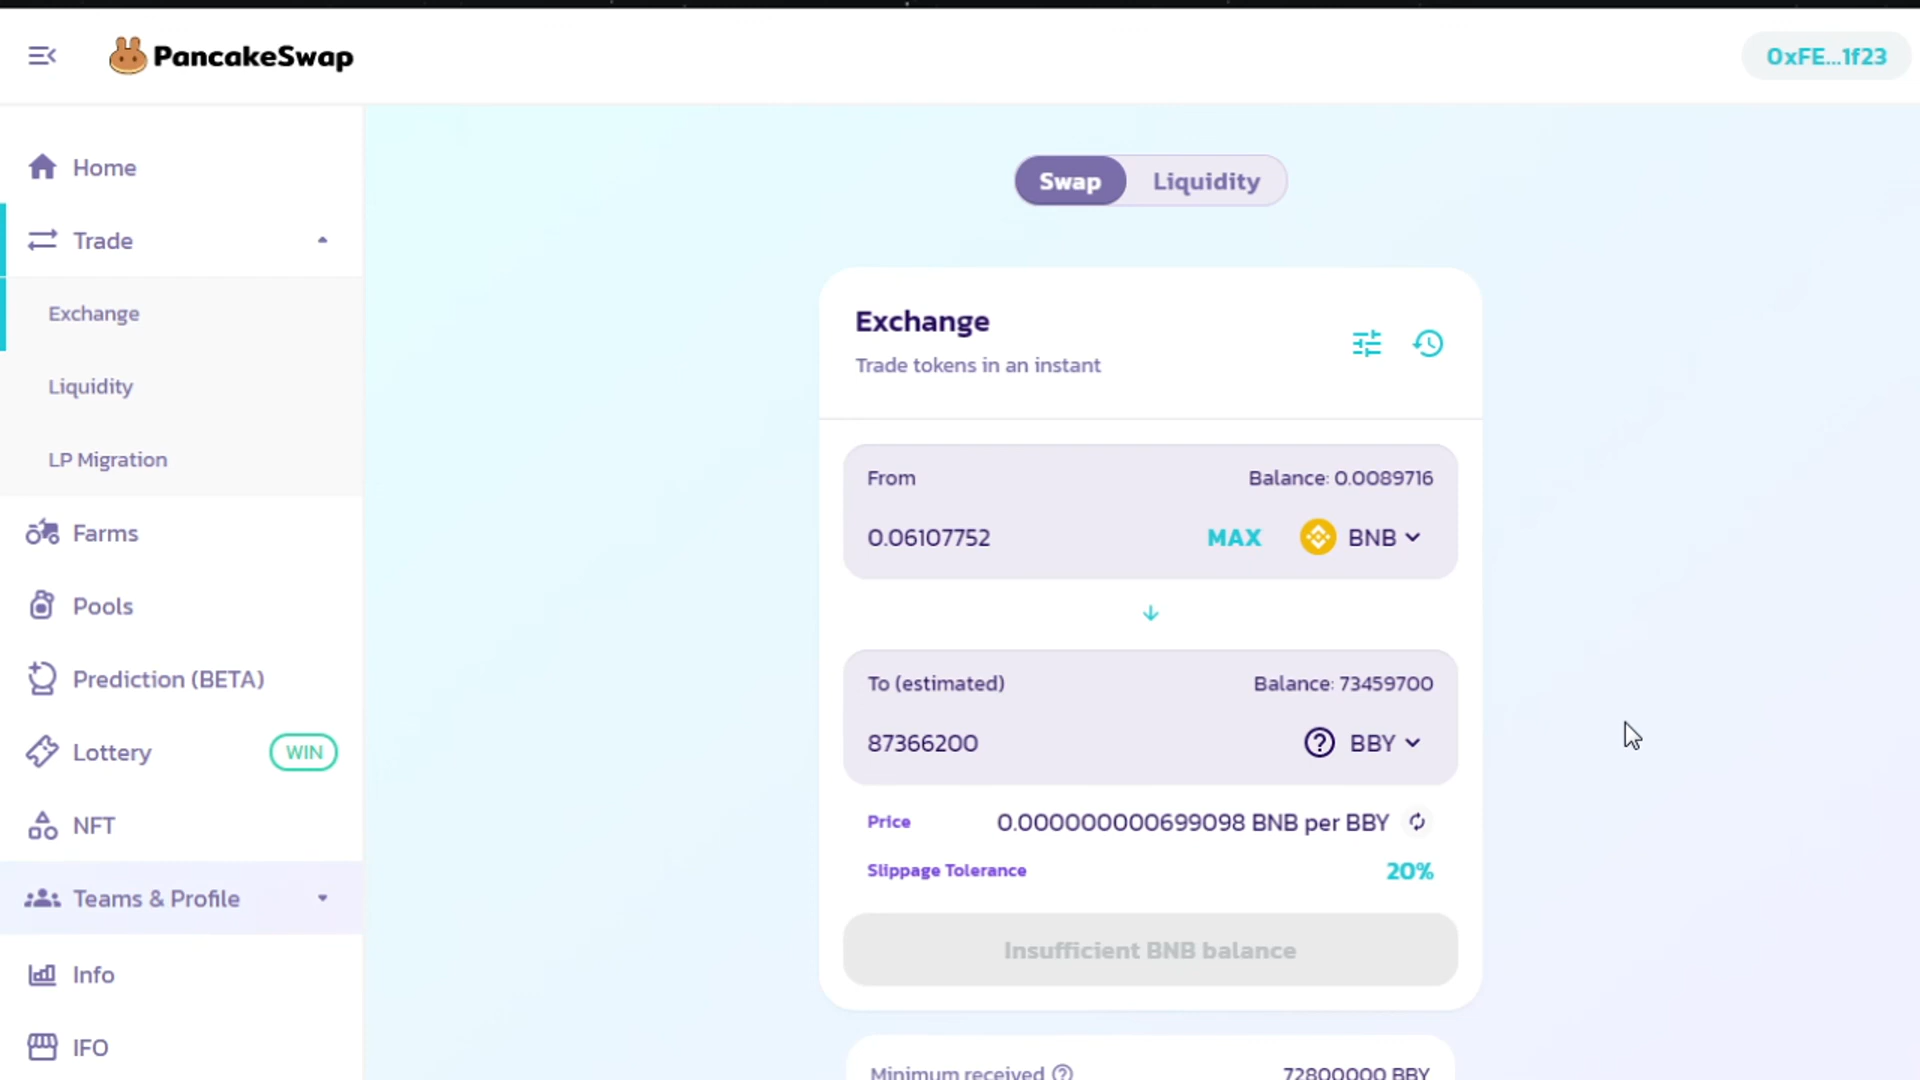 PancakeSwap
0xFE...1f23
Home
Trade
Exchange
Liquidity
LP Migration
Farms
Pools
Prediction (BETA)
Lottery
WIN
NFT
Teams & Profile
Info
IFO
Swap
Liquidity
Exchange
Trade tokens in an instant
From
Balance: 0.0089716
0.06107752
MAX
BNB
To (estimated)
Balance: 73459700
87366200
BBY
Price
0.000000000699098 BNB per BBY
Slippage Tolerance
20%
Insufficient BNB balance
Minimum received
72800000 BBY